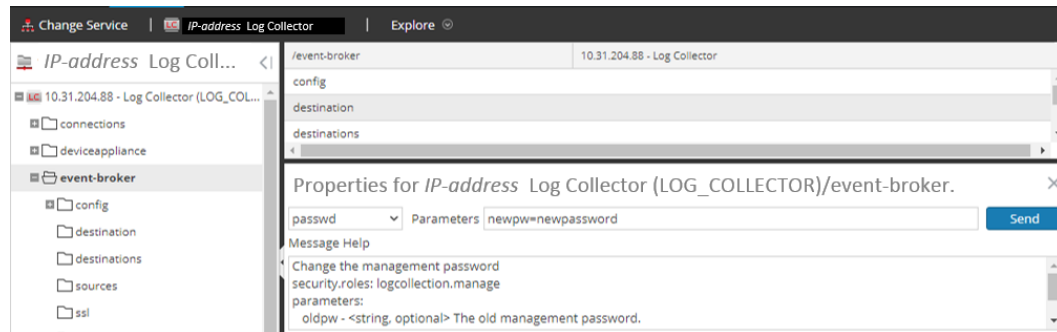 Change Service | LC IP-address Log Collector | Explore
IP-address Log Coll...
/event-broker 10.31.204.88 - Log Collector
config
destination
destinations
LC 10.31.204.88 - Log Collector (LOG_COL...
connections
deviceappliance
event-broker
config
destination
destinations
sources
ssl
Properties for IP-address Log Collector (LOG_COLLECTOR)/event-broker.
passwd Parameters newpw=newpassword Send
Message Help
Change the management password
security.roles: logcollection.manage
parameters:
oldpw - <string, optional> The old management password.